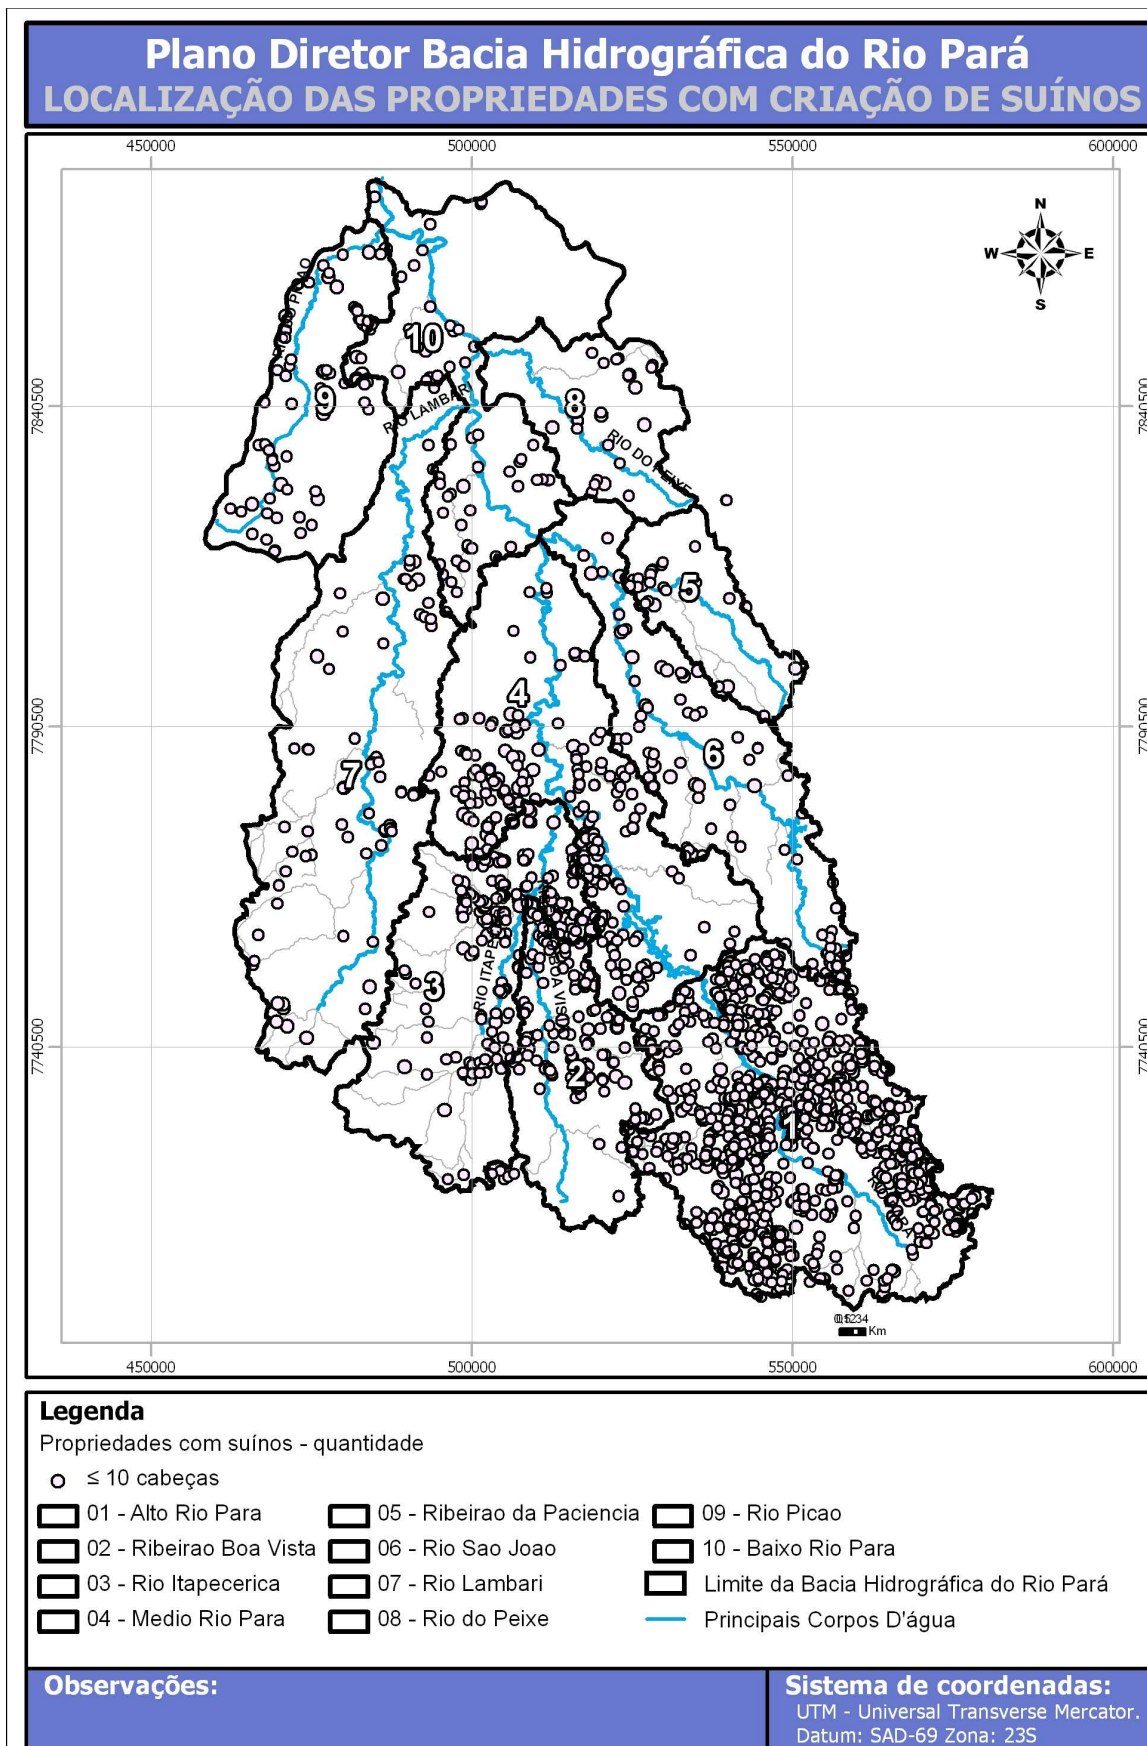 Plano Diretor Bacia Hidrográfica do Rio Pará
LOCALIZAÇÃO DAS PROPRIEDADES COM CRIAÇÃO DE SUÍNOS
450000 500000 550000 600000
N
W E
S
10
9
8
RIO LAMBARI
RIO DO PEIXE
7840500 7840500
5
4
6
7
7790500 7790500
3
RIO ITAPE
BOA VIS
2
1
7740500 7740500
Km
450000 500000 550000 600000
Legenda
Propriedades com suínos - quantidade
≤ 10 cabeças
01 - Alto Rio Para
02 - Ribeirao Boa Vista
03 - Rio Itapecerica
04 - Medio Rio Para
05 - Ribeirao da Paciencia
06 - Rio Sao Joao
07 - Rio Lambari
08 - Rio do Peixe
09 - Rio Picao
10 - Baixo Rio Para
Limite da Bacia Hidrográfica do Rio Pará
Principais Corpos D'água
Observações:
Sistema de coordenadas:
UTM - Universal Transverse Mercator.
Datum: SAD-69 Zona: 23S